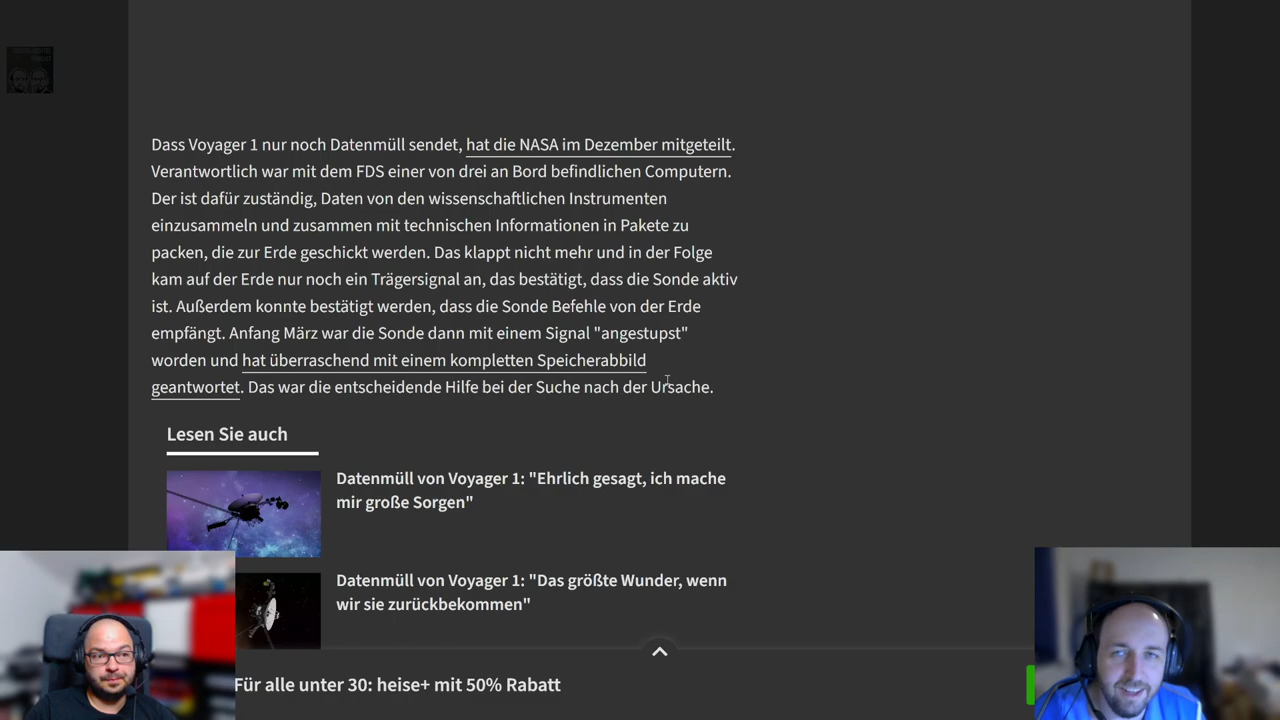 Dass Voyager 1 nur noch Datenmüll sendet, hat die NASA im Dezember mitgeteilt.
Verantwortlich war mit dem FDS einer von drei an Bord befindlichen Computern.
Der ist dafür zuständig, Daten von den wissenschaftlichen Instrumenten
einzusammeln und zusammen mit technischen Informationen in Pakete zu
packen, die zur Erde geschickt werden. Das klappt nicht mehr und in der Folge
kam auf der Erde nur noch ein Trägersignal an, das bestätigt, dass die Sonde aktiv
ist. Außerdem konnte bestätigt werden, dass die Sonde Befehle von der Erde
empfängt. Anfang März war die Sonde dann mit einem Signal "angestupst"
worden und hat überraschend mit einem kompletten Speicherabbild
geantwortet. Das war die entscheidende Hilfe bei der Suche nach der Ursache.
Lesen Sie auch
Datenmüll von Voyager 1: "Ehrlich gesagt, ich mache
mir große Sorgen"
Datenmüll von Voyager 1: "Das größte Wunder, wenn
wir sie zurückbekommen"
Für alle unter 30: heise+ mit 50% Rabatt